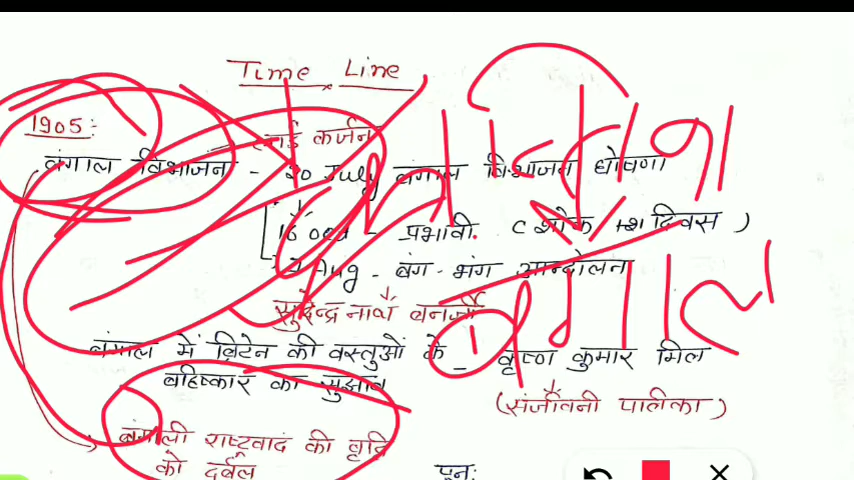 Time Line
1905:
लार्ड कर्जन
बंगाल विभाजन - 20 July बंगाल विभाजन घोषणा
16 Oct - प्रभावी (शोक दिवस)
7 Aug - बंग-भंग आन्दोलन
सुरेन्द्र नाथ बनर्जी
बंगाल में ब्रिटेन की वस्तुओं के - कृष्ण कुमार मित्र
बहिष्कार का सुझाव
(संजीवनी पत्रिका)
बंगाली राष्ट्रवाद की वृद्धि
को दुर्बल
पुनः
①
बंगाल